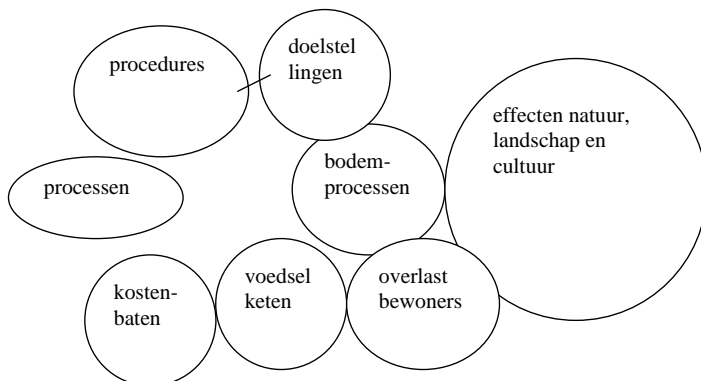 procedures
doelstel
lingen
effecten natuur,
landschap en
cultuur
bodem-
processen
processen
kosten-
baten
voedsel
keten
overlast
bewoners